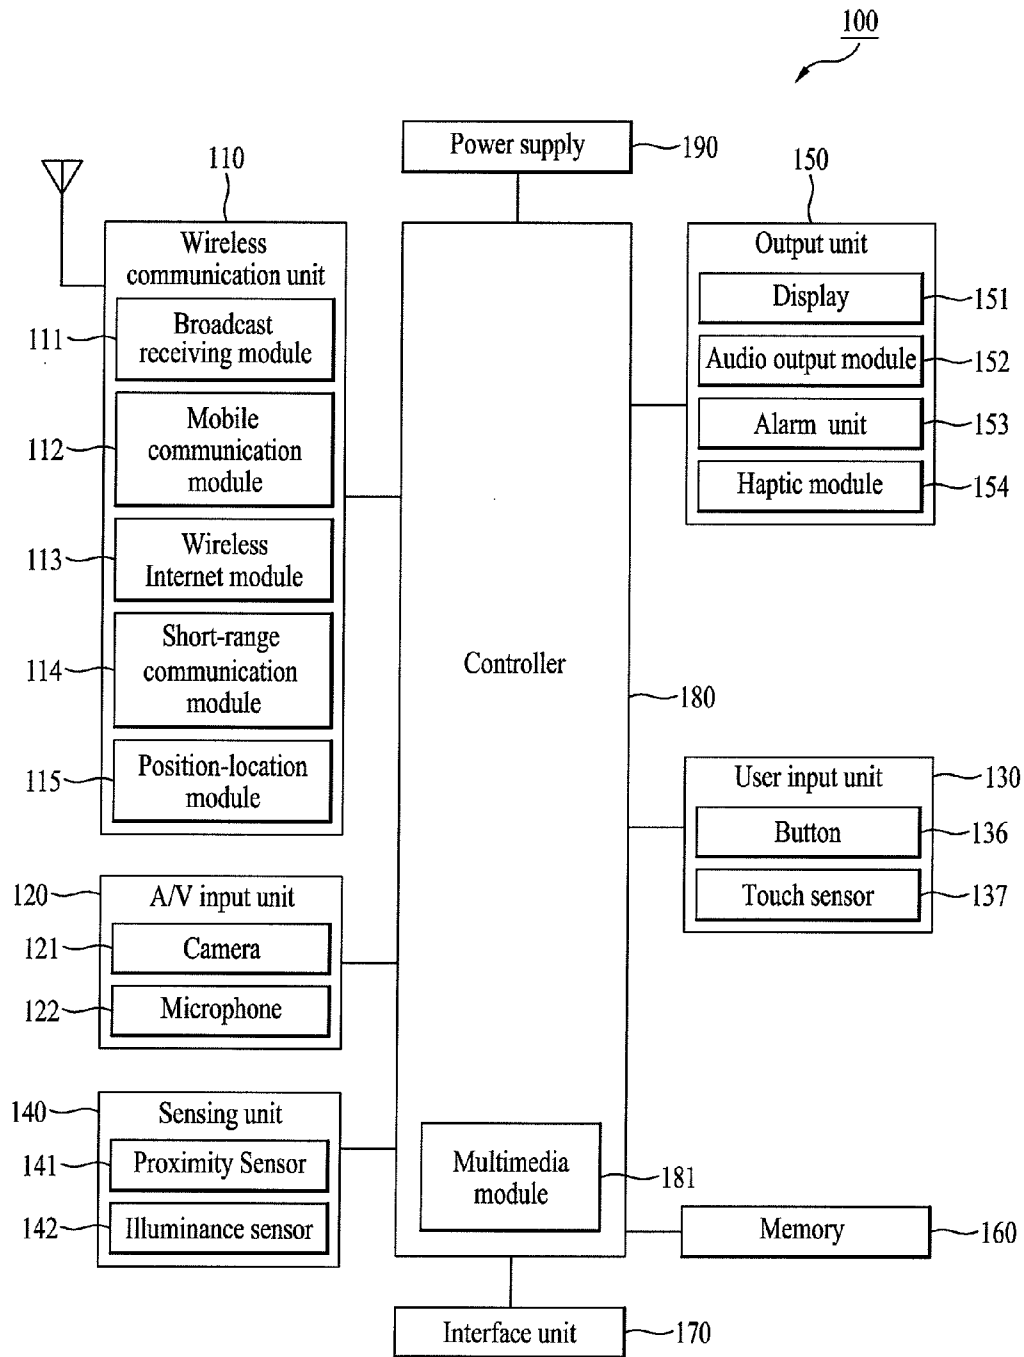 100
Power supply
190
110
Wireless
communication unit
111
Broadcast
receiving module
112
Mobile
communication
module
113
Wireless
Internet module
114
Short-range
communication
module
115
Position-location
module
120
A/V input unit
121
Camera
122
Microphone
140
Sensing unit
141
Proximity Sensor
142
Illuminance sensor
Controller
180
Multimedia
module
181
150
Output unit
Display
151
Audio output module
152
Alarm unit
153
Haptic module
154
User input unit
130
Button
136
Touch sensor
137
Memory
160
Interface unit
170